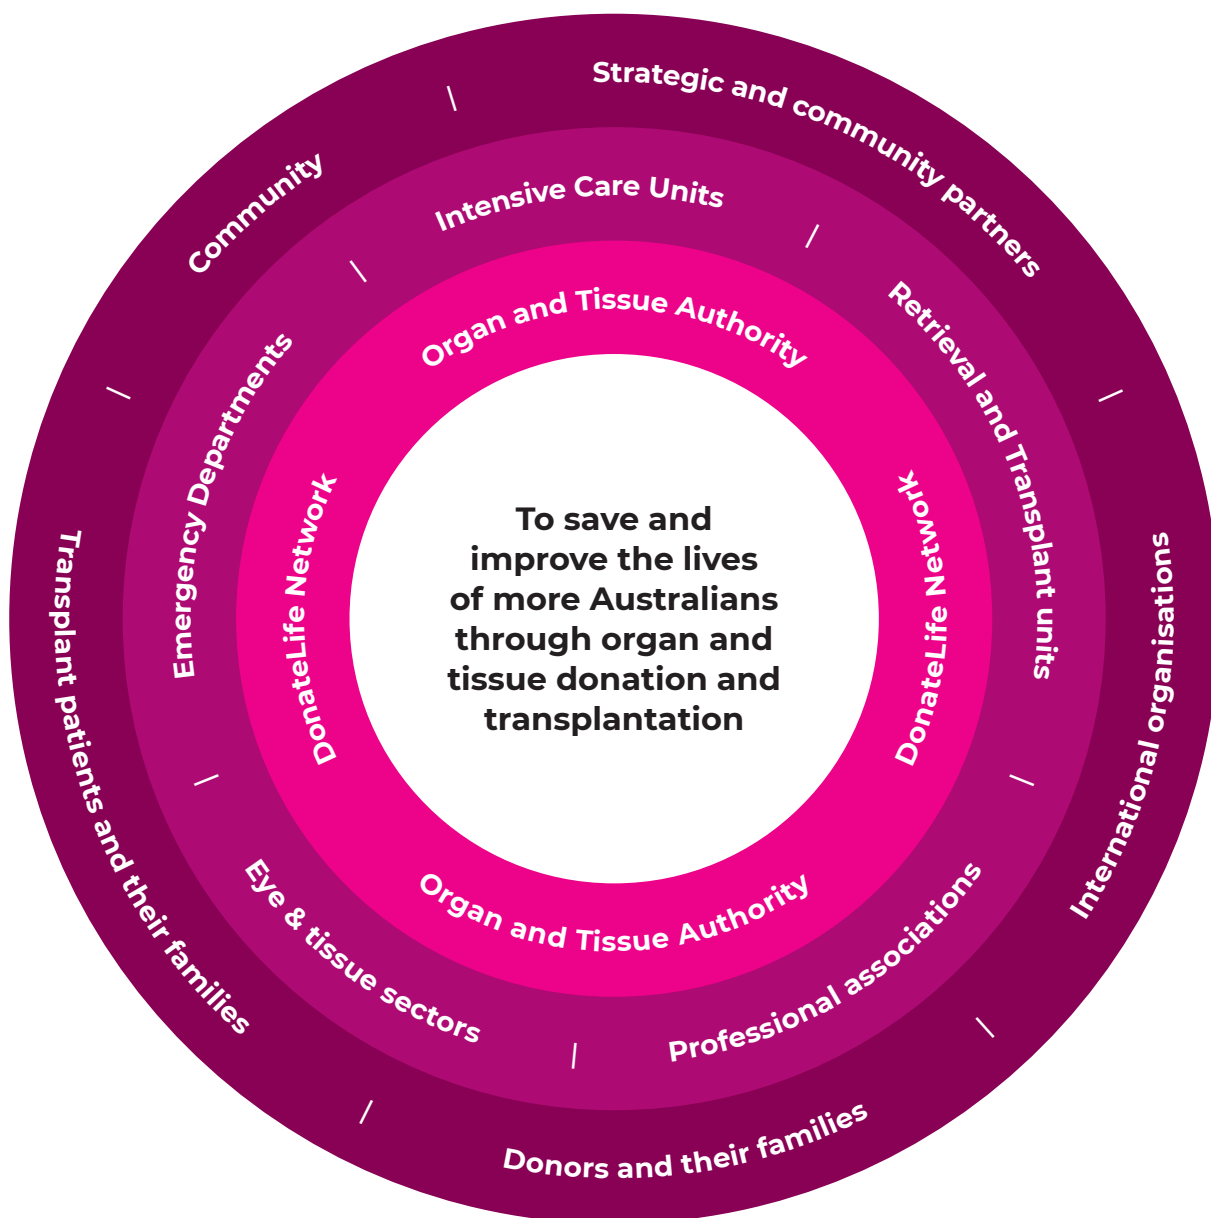 Strategic and community partners
International organisations
Donors and their families
Transplant patients and their families
Community
Intensive Care Units
Retrieval and Transplant units
Professional associations
Eye & tissue sectors
Emergency Departments
Organ and Tissue Authority
DonateLife Network
Organ and Tissue Authority
DonateLife Network
To save and
improve the lives
of more Australians
through organ and
tissue donation and
transplantation